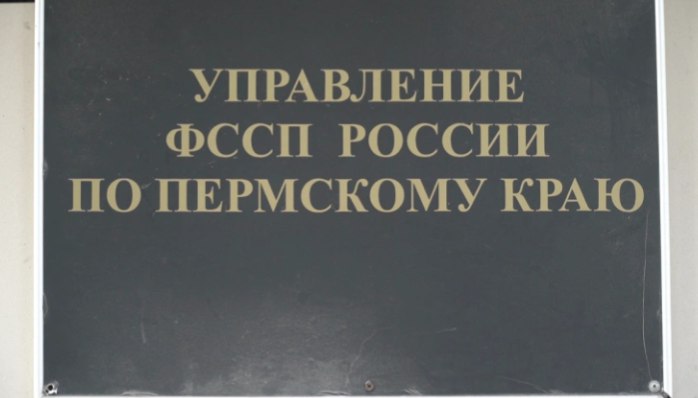 УПРАВЛЕНИЕ
ФССП РОССИИ
ПО ПЕРМСКОМУ КРАЮ